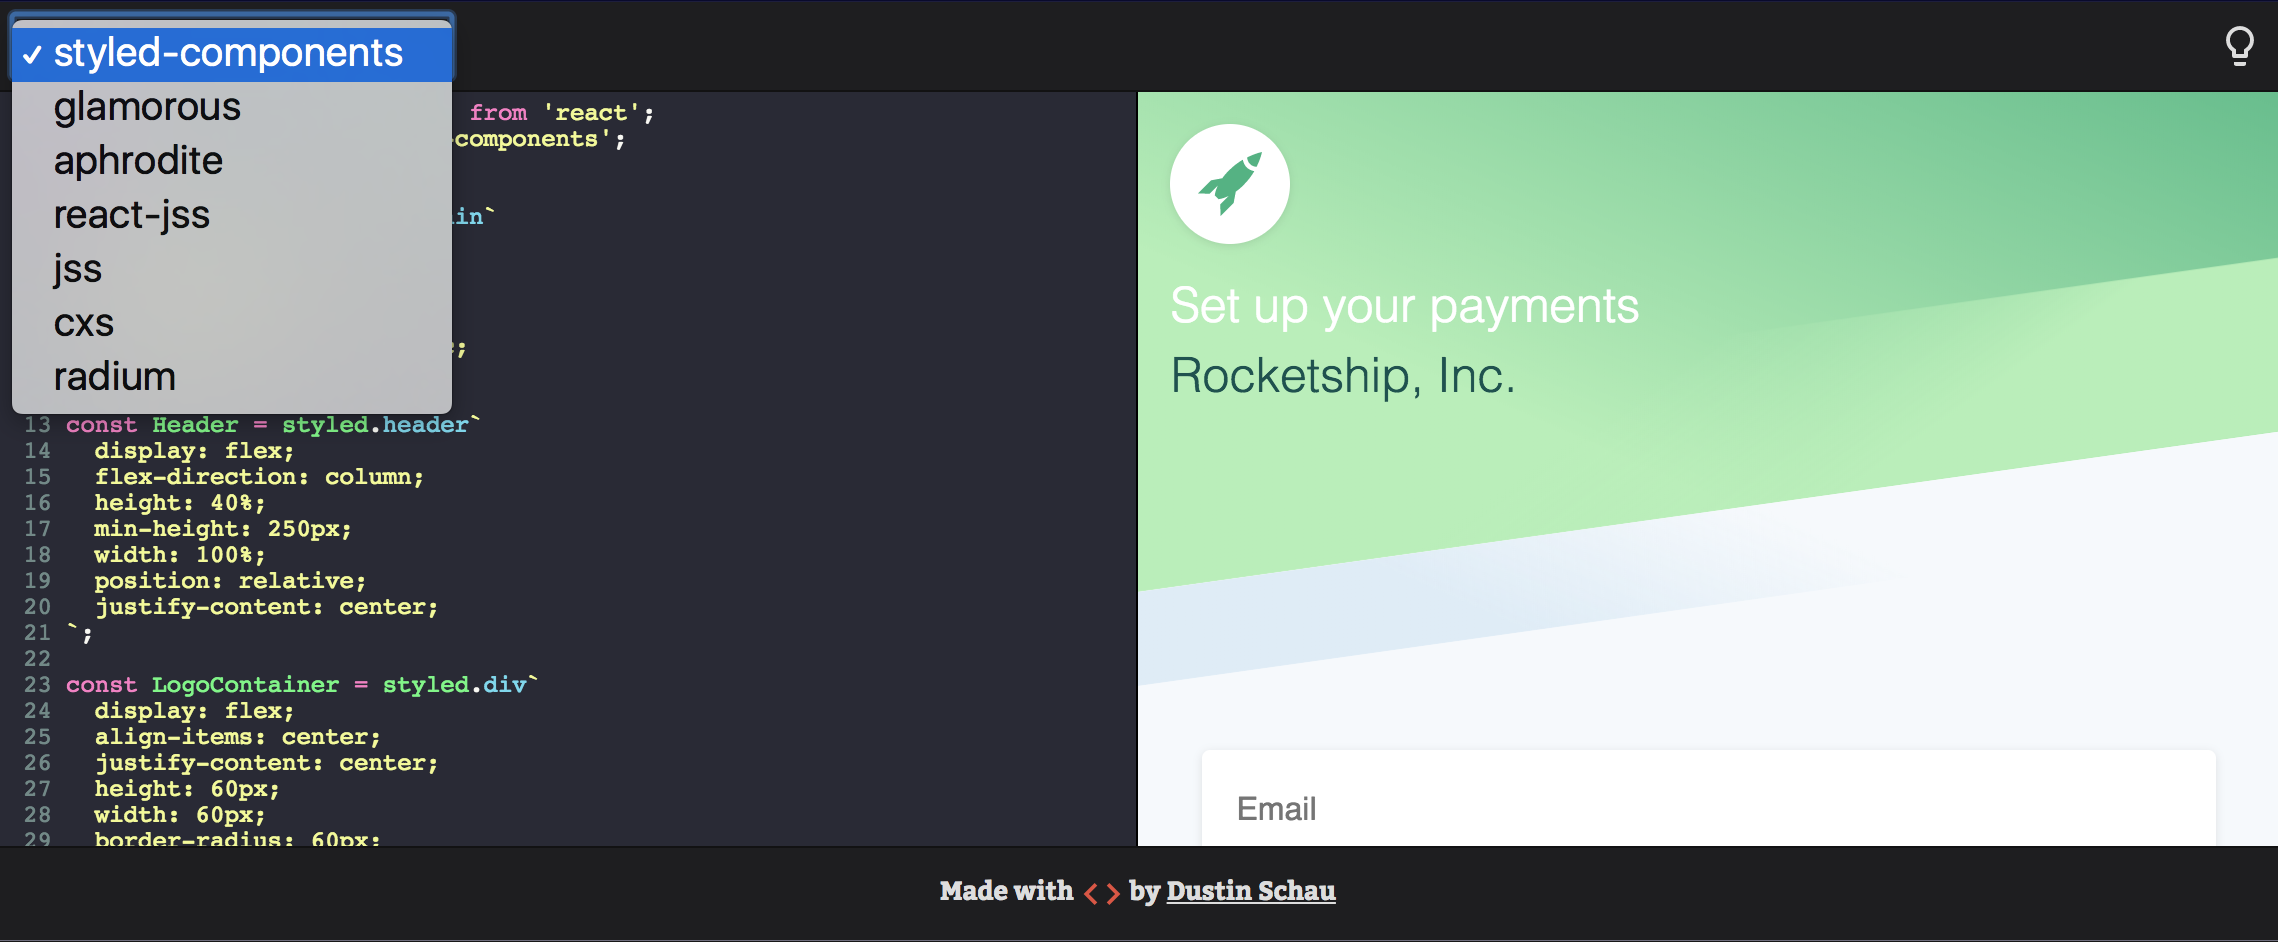 ✓ styled-components
glamorous
aphrodite
react-jss
jss
cxs
radium
from 'react';
components';
in`
;
13 const Header = styled.header`
14 display: flex;
15 flex-direction: column;
16 height: 40%;
17 min-height: 250px;
18 width: 100%;
19 position: relative;
20 justify-content: center;
21 `;
22
23 const LogoContainer = styled.div`
24 display: flex;
25 align-items: center;
26 justify-content: center;
27 height: 60px;
28 width: 60px;
29 border-radius: 60px;
Set up your payments
Rocketship, Inc.
Email
Made with <> by Dustin Schau